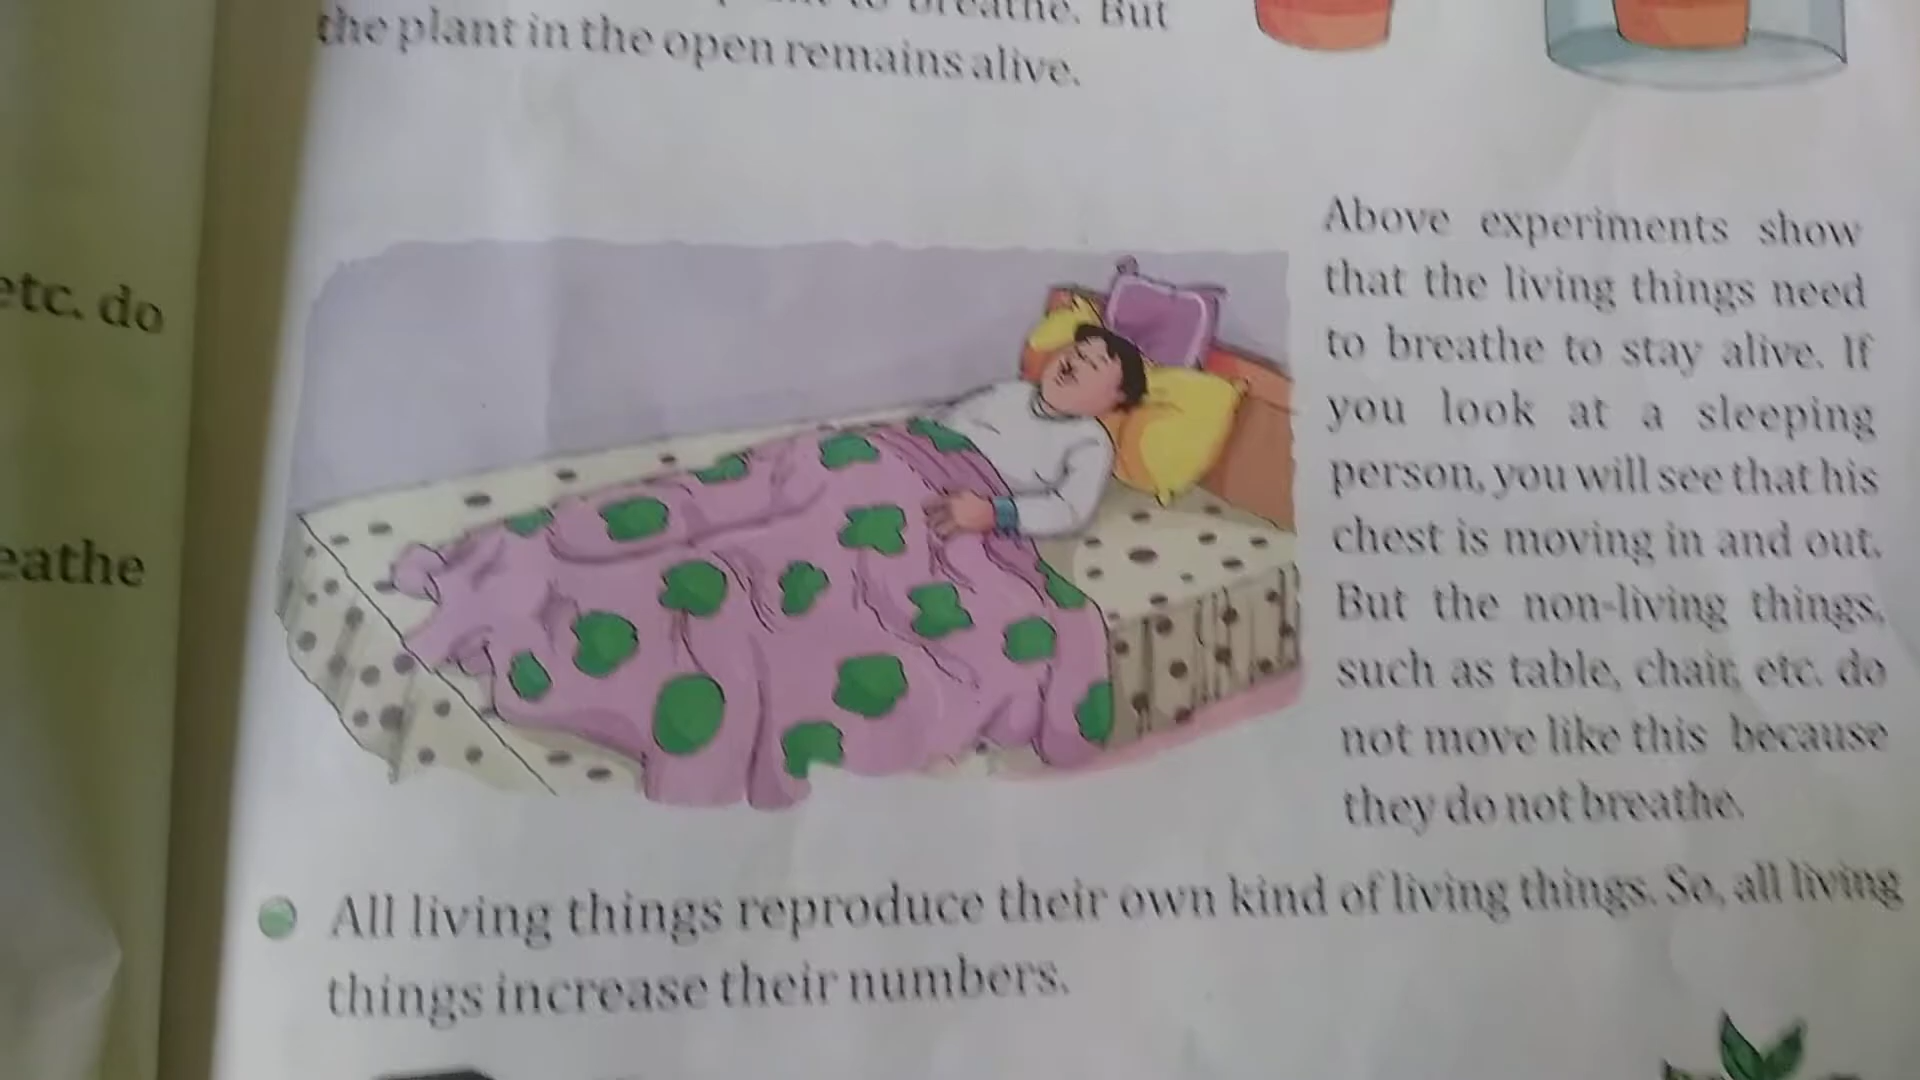 to breathe. But
the plant in the open remains alive.
etc. do
eathe
Above experiments show
that the living things need
to breathe to stay alive. If
you look at a sleeping
person, you will see that his
chest is moving in and out.
But the non-living things,
such as table, chair, etc. do
not move like this because
they do not breathe.
All living things reproduce their own kind of living things. So, all living
things increase their numbers.